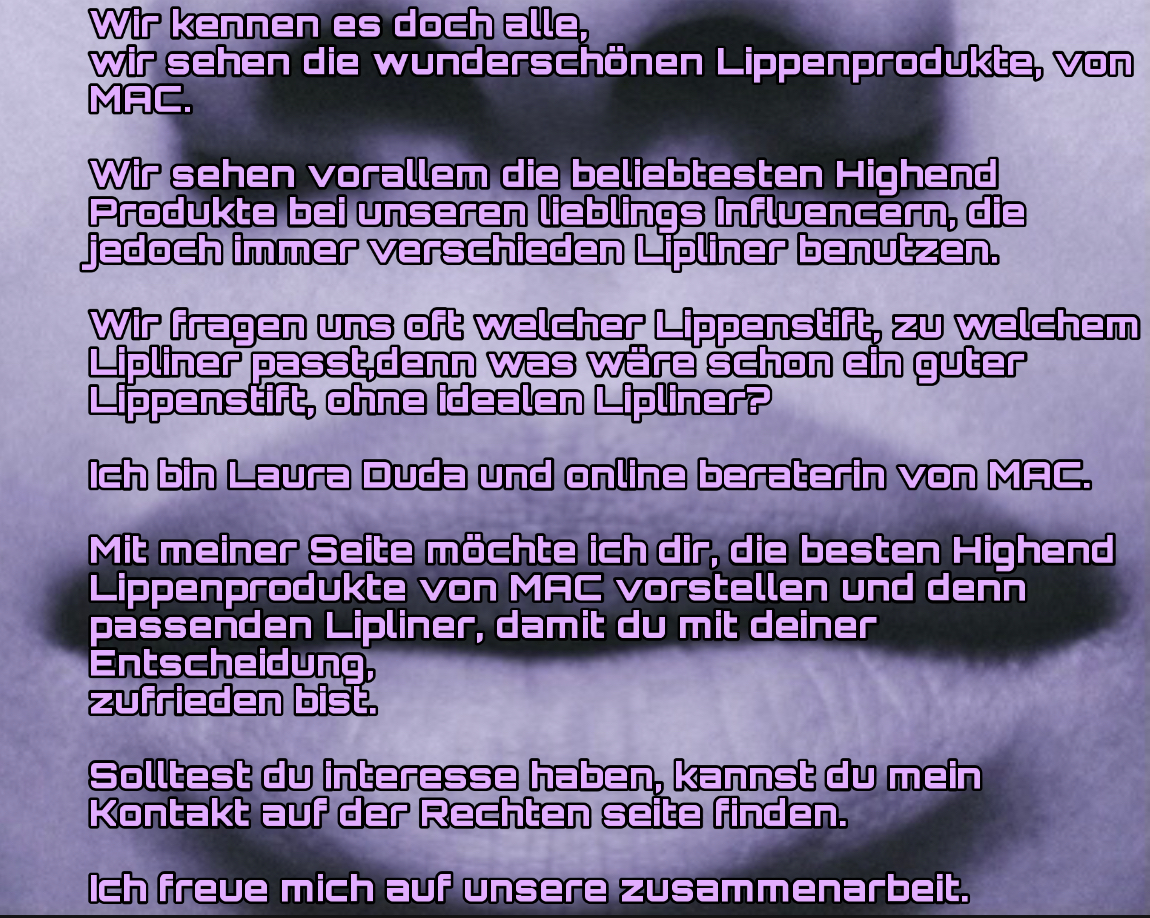 Wir kennen es doch alle,
wir sehen die wunderschönen Lippenprodukte, von
MAC.
Wir sehen vorallem die beliebtesten Highend
Produkte bei unseren lieblings Influencern, die
jedoch immer verschieden Lipliner benutzen.
Wir fragen uns oft welcher Lippenstift, zu welchem
Lipliner passt,denn was wäre schon ein guter
Lippenstift, ohne idealen Lipliner?
Ich bin Laura Duda und online beraterin von MAC.
Mit meiner Seite möchte ich dir, die besten Highend
Lippenprodukte von MAC vorstellen und denn
passenden Lipliner, damit du mit deiner
Entscheidung,
zufrieden bist.
Solltest du interesse haben, kannst du mein
Kontakt auf der Rechten seite finden.
Ich freue mich auf unsere zusammenarbeit.